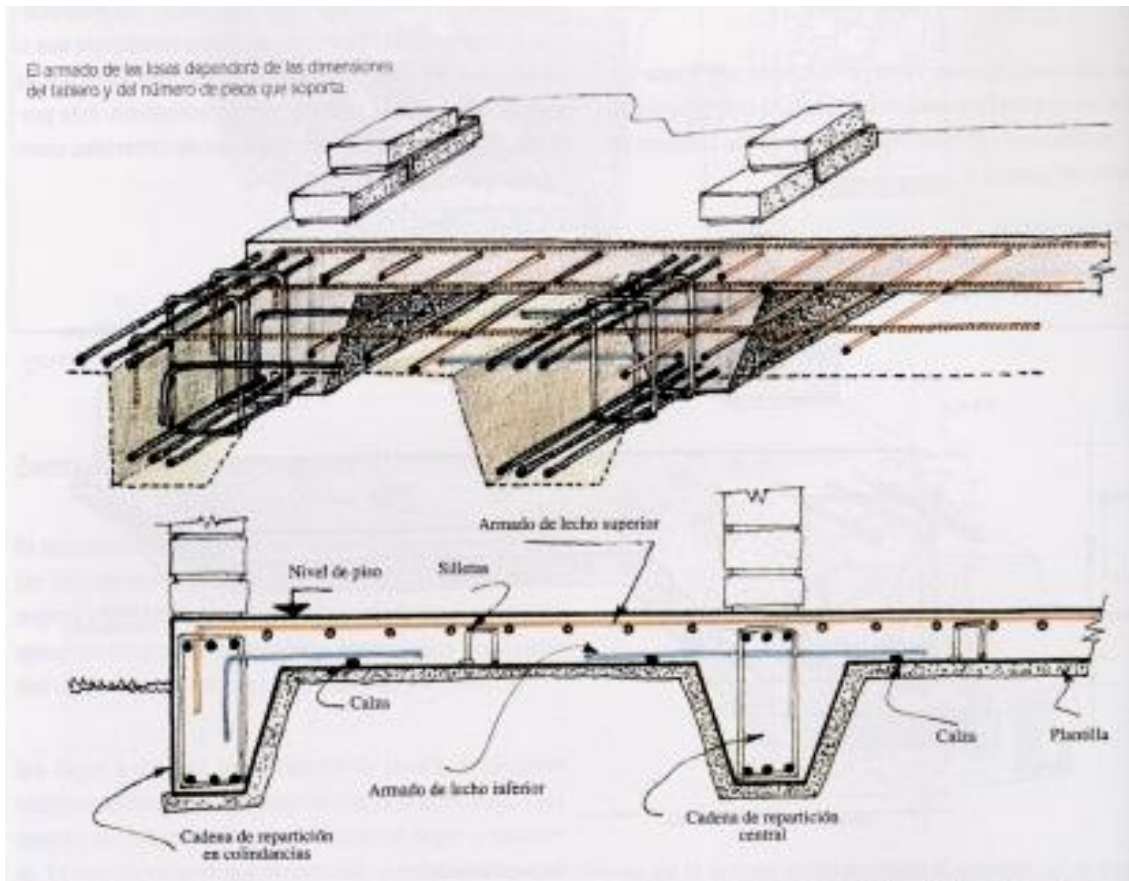 El armado de las losas dependerá de las dimensiones
del tablero y del número de pisos que soporta.
Armado de lecho superior
Nivel de piso
Silletas
Calza
Calza
Plantilla
Armado de lecho inferior
Cadena de repartición
en colindancias
Cadena de repartición
central